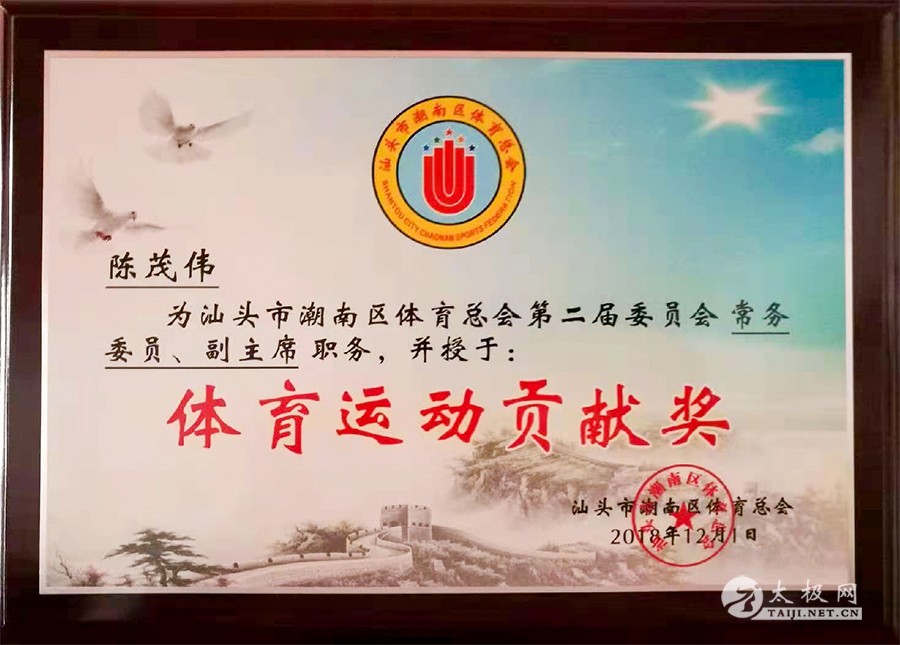 汕头市潮南区体育总会
SHANTOU CITY CHAONAN SPORTS FEDERATION
陈茂伟
为汕头市潮南区体育总会第二届委员会常务
委员、副主席职务，并授于：
体育运动贡献奖
汕头市潮南区体育总会
2018年12月1日
太极网
TAIJI.NET.CN